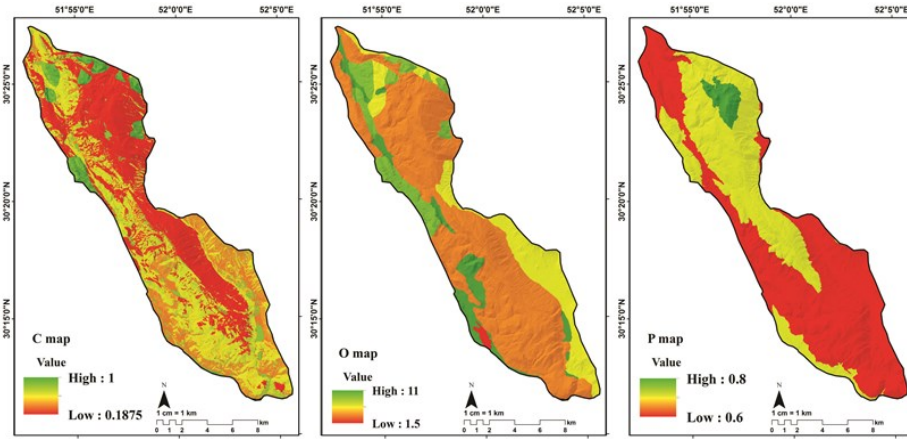 51°55'0"E 52°0'0"E 52°5'0"E
30°25'0"N
30°20'0"N
30°15'0"N
C map
Value
High : 1
Low : 0.1875
N
1 cm = 1 km
0 1 2 4 6 8 km
51°55'0"E 52°0'0"E 52°5'0"E
30°25'0"N
30°20'0"N
30°15'0"N
O map
Value
High : 11
Low : 1.5
N
1 cm = 1 km
0 1 2 4 6 8 km
51°55'0"E 52°0'0"E 52°5'0"E
30°25'0"N
30°20'0"N
30°15'0"N
P map
Value
High : 0.8
Low : 0.6
N
1 cm = 1 km
0 1 2 4 6 8 km